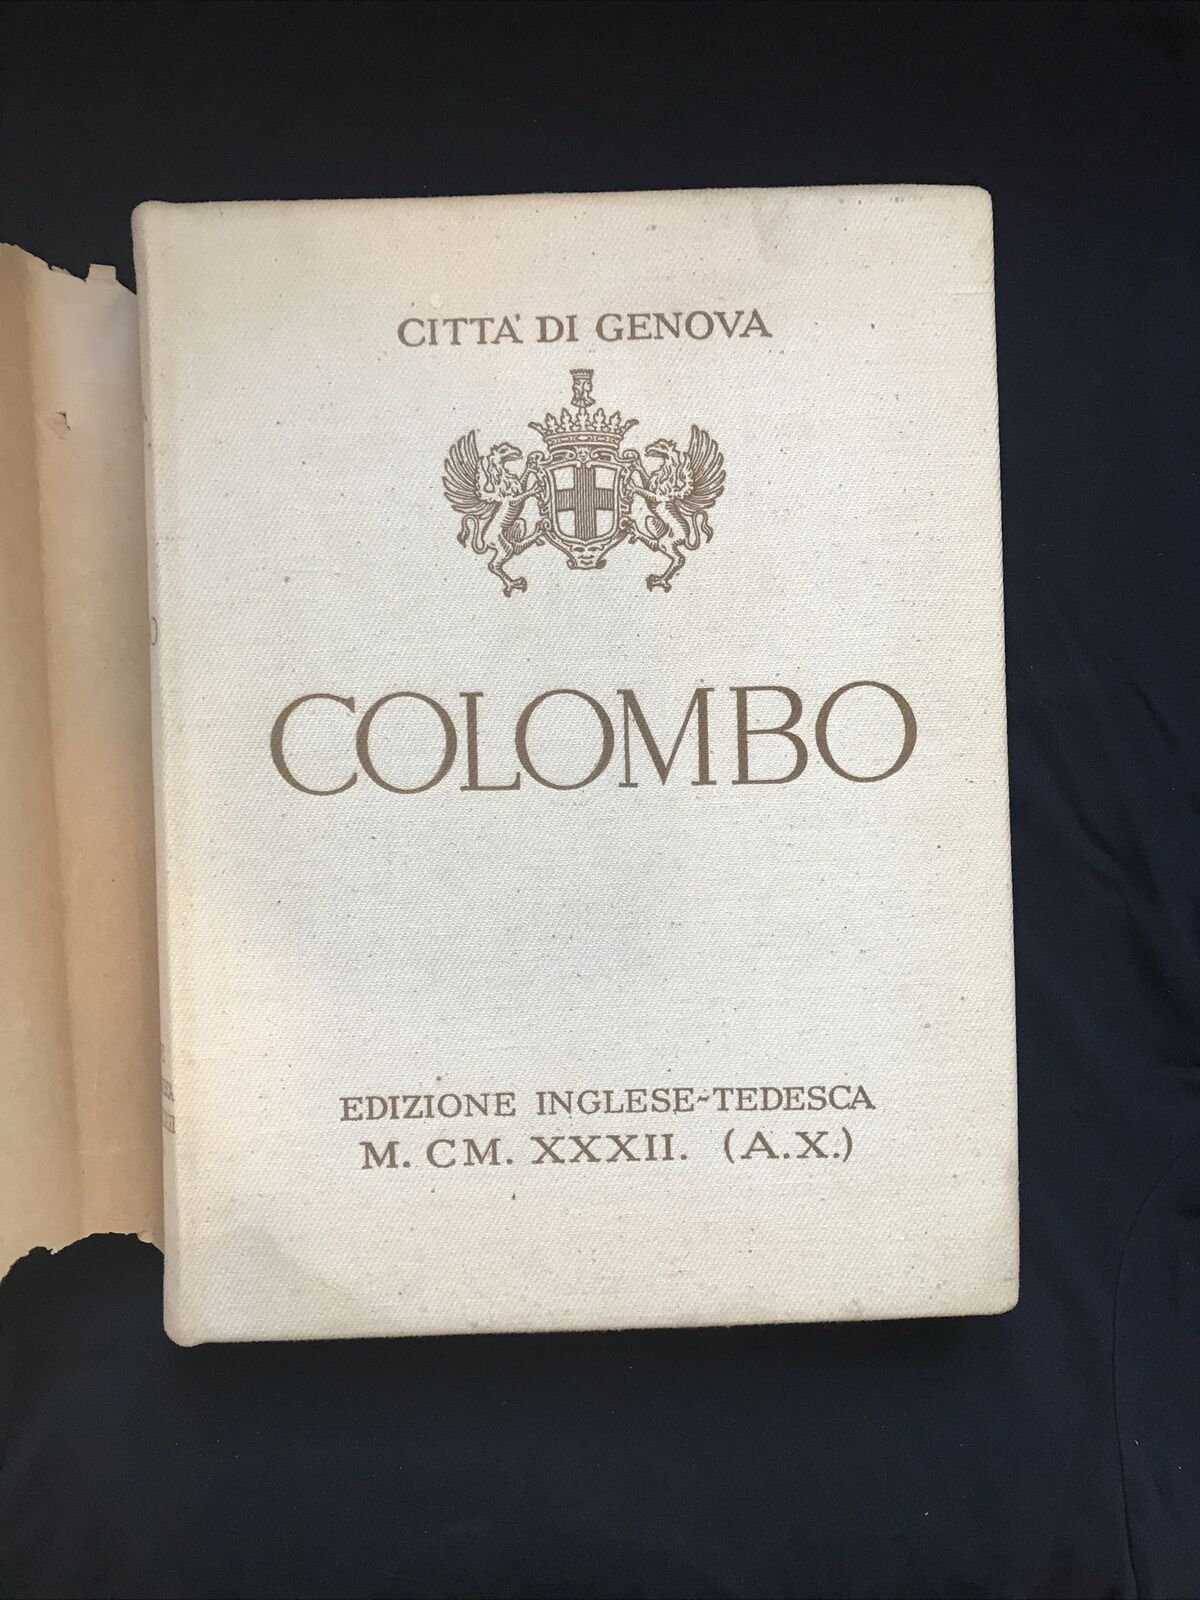 CITTA' DI GENOVA
COLOMBO
EDIZIONE INGLESE-TEDESCA
M. CM. XXXII. (A.X.)